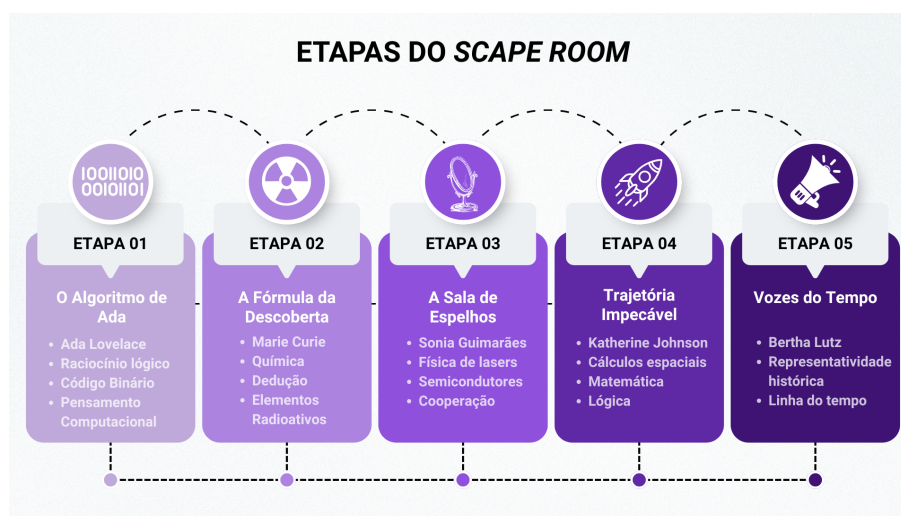 ETAPAS DO SCAPE ROOM
10011010
00101101
ETAPA 01
O Algoritmo de
Ada
• Ada Lovelace
• Raciocínio lógico
• Código Binário
• Pensamento
Computacional
ETAPA 02
A Fórmula da
Descoberta
• Marie Curie
• Química
• Dedução
• Elementos
Radioativos
ETAPA 03
A Sala de
Espelhos
• Sonia Guimarães
• Física de lasers
• Semicondutores
• Cooperação
ETAPA 04
Trajetória
Impecável
• Katherine Johnson
• Cálculos espaciais
• Matemática
• Lógica
ETAPA 05
Vozes do Tempo
• Bertha Lutz
• Representatividade
histórica
• Linha do tempo